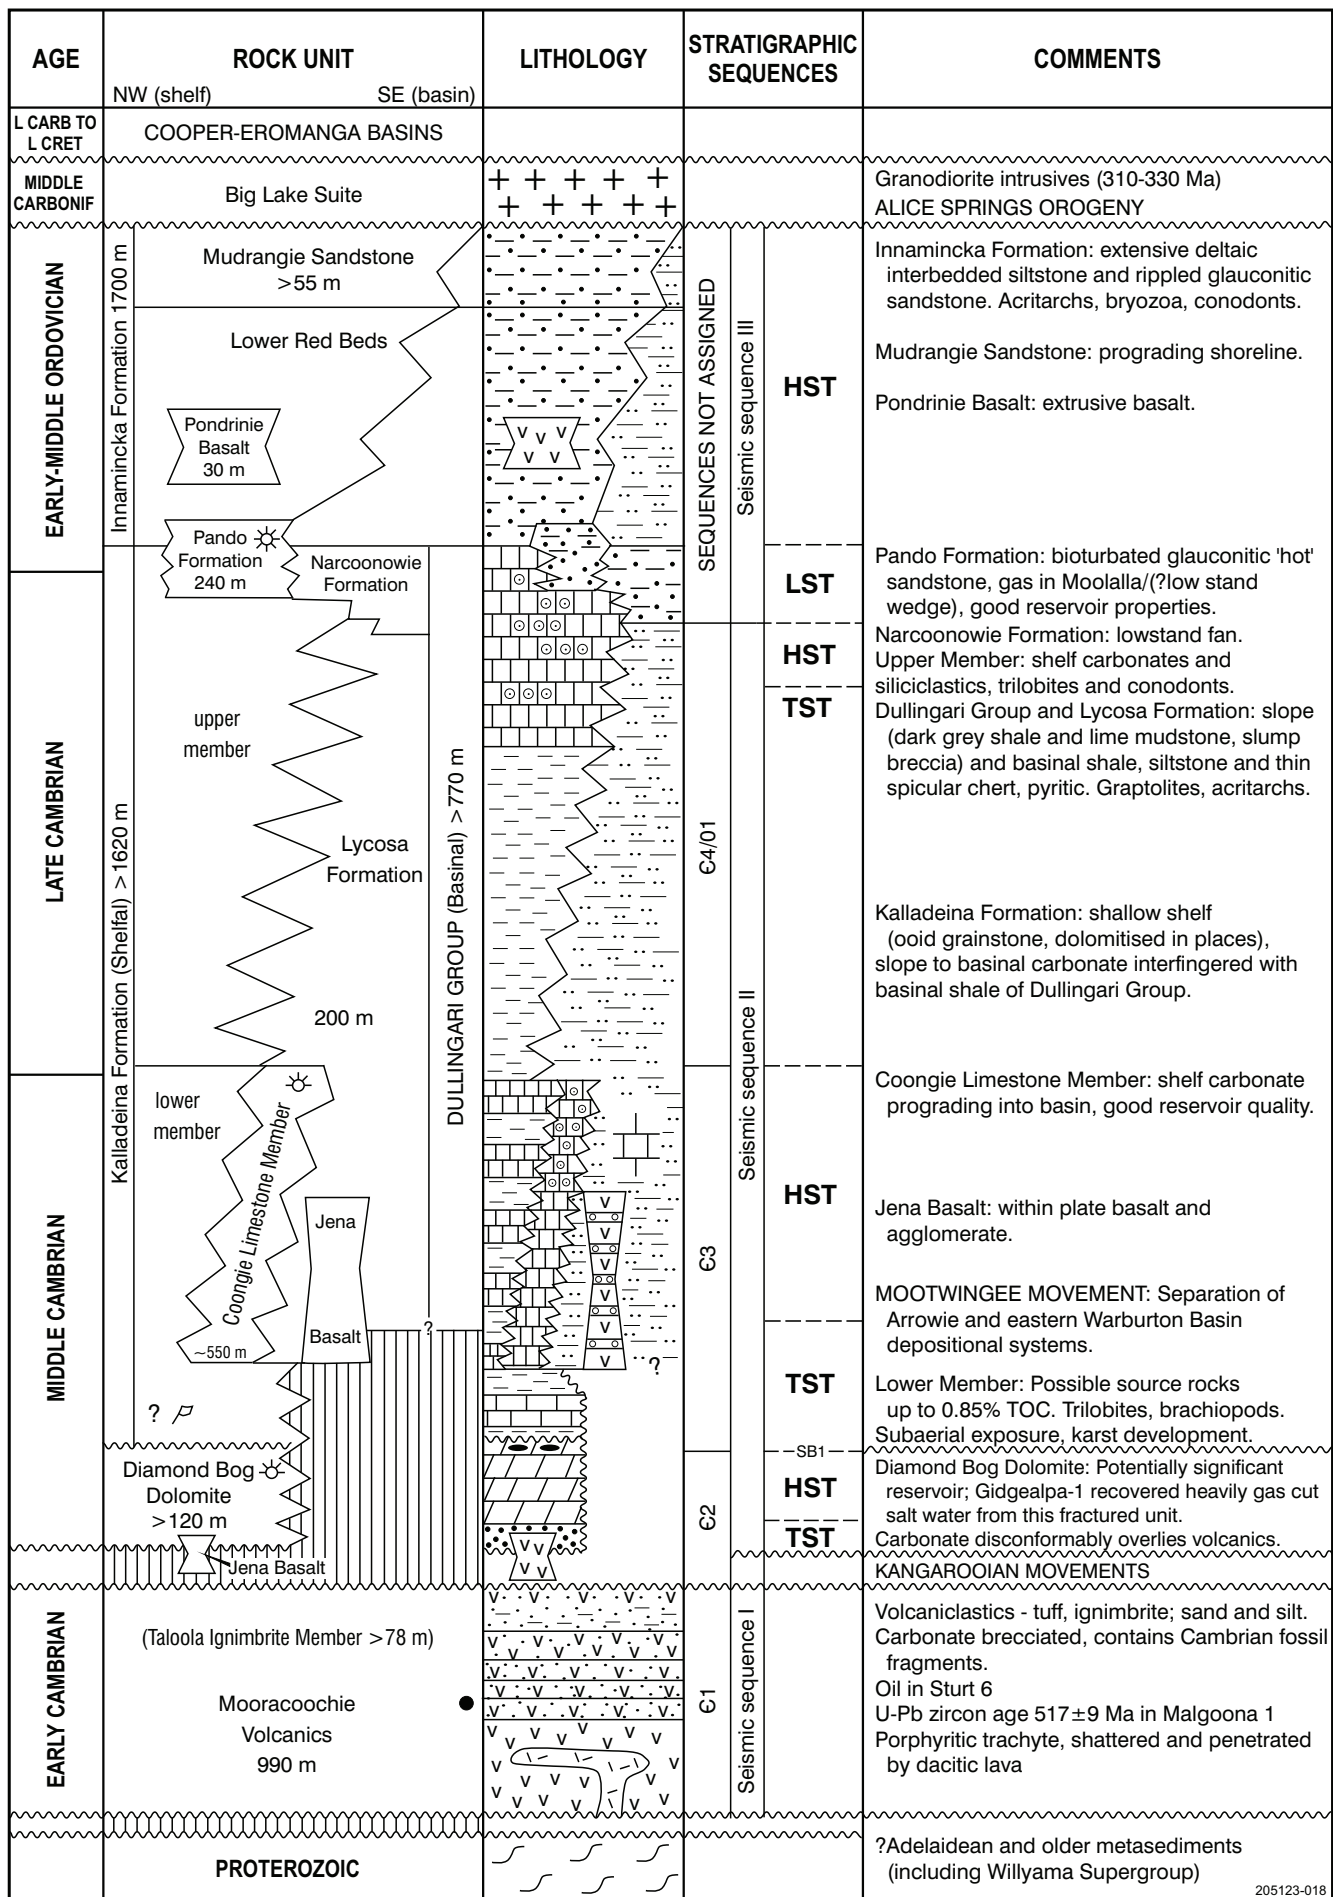 AGE
ROCK UNIT
NW (shelf)
SE (basin)
LITHOLOGY
STRATIGRAPHIC
SEQUENCES
COMMENTS
L CARB TO
L CRET
COOPER-EROMANGA BASINS
MIDDLE
CARBONIF
Big Lake Suite
Granodiorite intrusives (310-330 Ma)
ALICE SPRINGS OROGENY
EARLY-MIDDLE ORDOVICIAN
Innamincka Formation 1700 m
Mudrangie Sandstone
>55 m
Lower Red Beds
Pondrinie
Basalt
30 m
Pando
Formation
240 m
Narcoonowie
Formation
V V V
V V
SEQUENCES NOT ASSIGNED
Seismic sequence III
HST
LST
Innamincka Formation: extensive deltaic
interbedded siltstone and rippled glauconitic
sandstone. Acritarchs, bryozoa, conodonts.
Mudrangie Sandstone: prograding shoreline.
Pondrinie Basalt: extrusive basalt.
Pando Formation: bioturbated glauconitic 'hot'
sandstone, gas in Moolalla/(?low stand
wedge), good reservoir properties.
LATE CAMBRIAN
Kalladeina Formation (Shelfal) >1620 m
upper
member
Lycosa
Formation
200 m
DULLINGARI GROUP (Basinal) >770 m
Є4/01
Seismic sequence II
HST
TST
Narcoonowie Formation: lowstand fan.
Upper Member: shelf carbonates and
siliciclastics, trilobites and conodonts.
Dullingari Group and Lycosa Formation: slope
(dark grey shale and lime mudstone, slump
breccia) and basinal shale, siltstone and thin
spicular chert, pyritic. Graptolites, acritarchs.
Kalladeina Formation: shallow shelf
(ooid grainstone, dolomitised in places),
slope to basinal carbonate interfingered with
basinal shale of Dullingari Group.
MIDDLE CAMBRIAN
lower
member
Coongie Limestone Member
~550 m
Jena
Basalt
?
?
V
V
V
V
V
V
?
Є3
HST
TST
Coongie Limestone Member: shelf carbonate
prograding into basin, good reservoir quality.
Jena Basalt: within plate basalt and
agglomerate.
MOOTWINGEE MOVEMENT: Separation of
Arrowie and eastern Warburton Basin
depositional systems.
Lower Member: Possible source rocks
up to 0.85% TOC. Trilobites, brachiopods.
Subaerial exposure, karst development.
Diamond Bog
Dolomite
>120 m
Jena Basalt
V V
V V
Є2
SB1
HST
TST
Diamond Bog Dolomite: Potentially significant
reservoir; Gidgealpa-1 recovered heavily gas cut
salt water from this fractured unit.
Carbonate disconformably overlies volcanics.
KANGAROOIAN MOVEMENTS
EARLY CAMBRIAN
(Taloola Ignimbrite Member >78 m)
Mooracoochie
Volcanics
990 m
Є1
Seismic sequence I
Volcaniclastics - tuff, ignimbrite; sand and silt.
Carbonate brecciated, contains Cambrian fossil
fragments.
Oil in Sturt 6
U-Pb zircon age 517±9 Ma in Malgoona 1
Porphyritic trachyte, shattered and penetrated
by dacitic lava
PROTEROZOIC
?Adelaidean and older metasediments
(including Willyama Supergroup)
205123-018